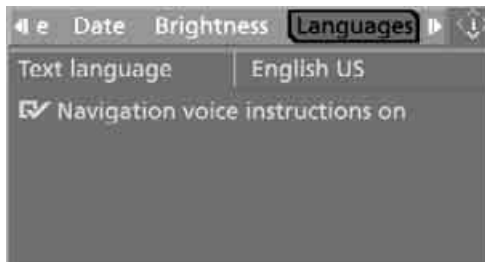 e Date Brightness Languages
Text language English US
Navigation voice instructions on